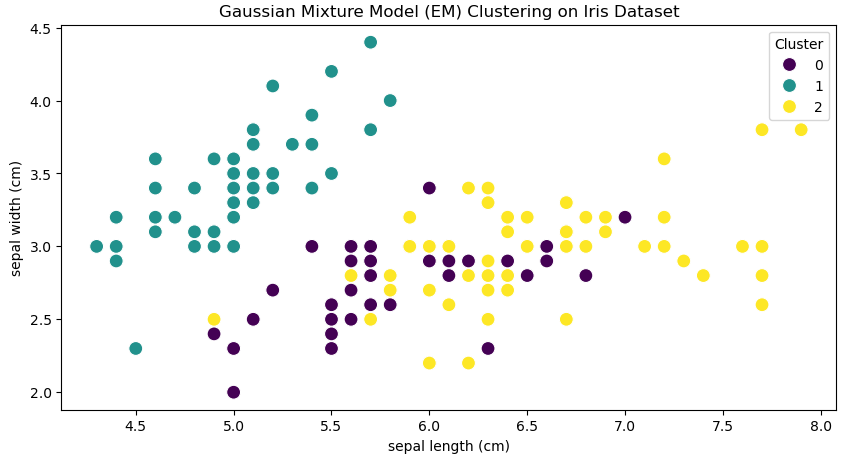 Gaussian Mixture Model (EM) Clustering on Iris Dataset
4.5
4.0
3.5
3.0
2.5
2.0
sepal width (cm)
Cluster
0
1
2
4.5 5.0 5.5 6.0 6.5 7.0 7.5 8.0
sepal length (cm)